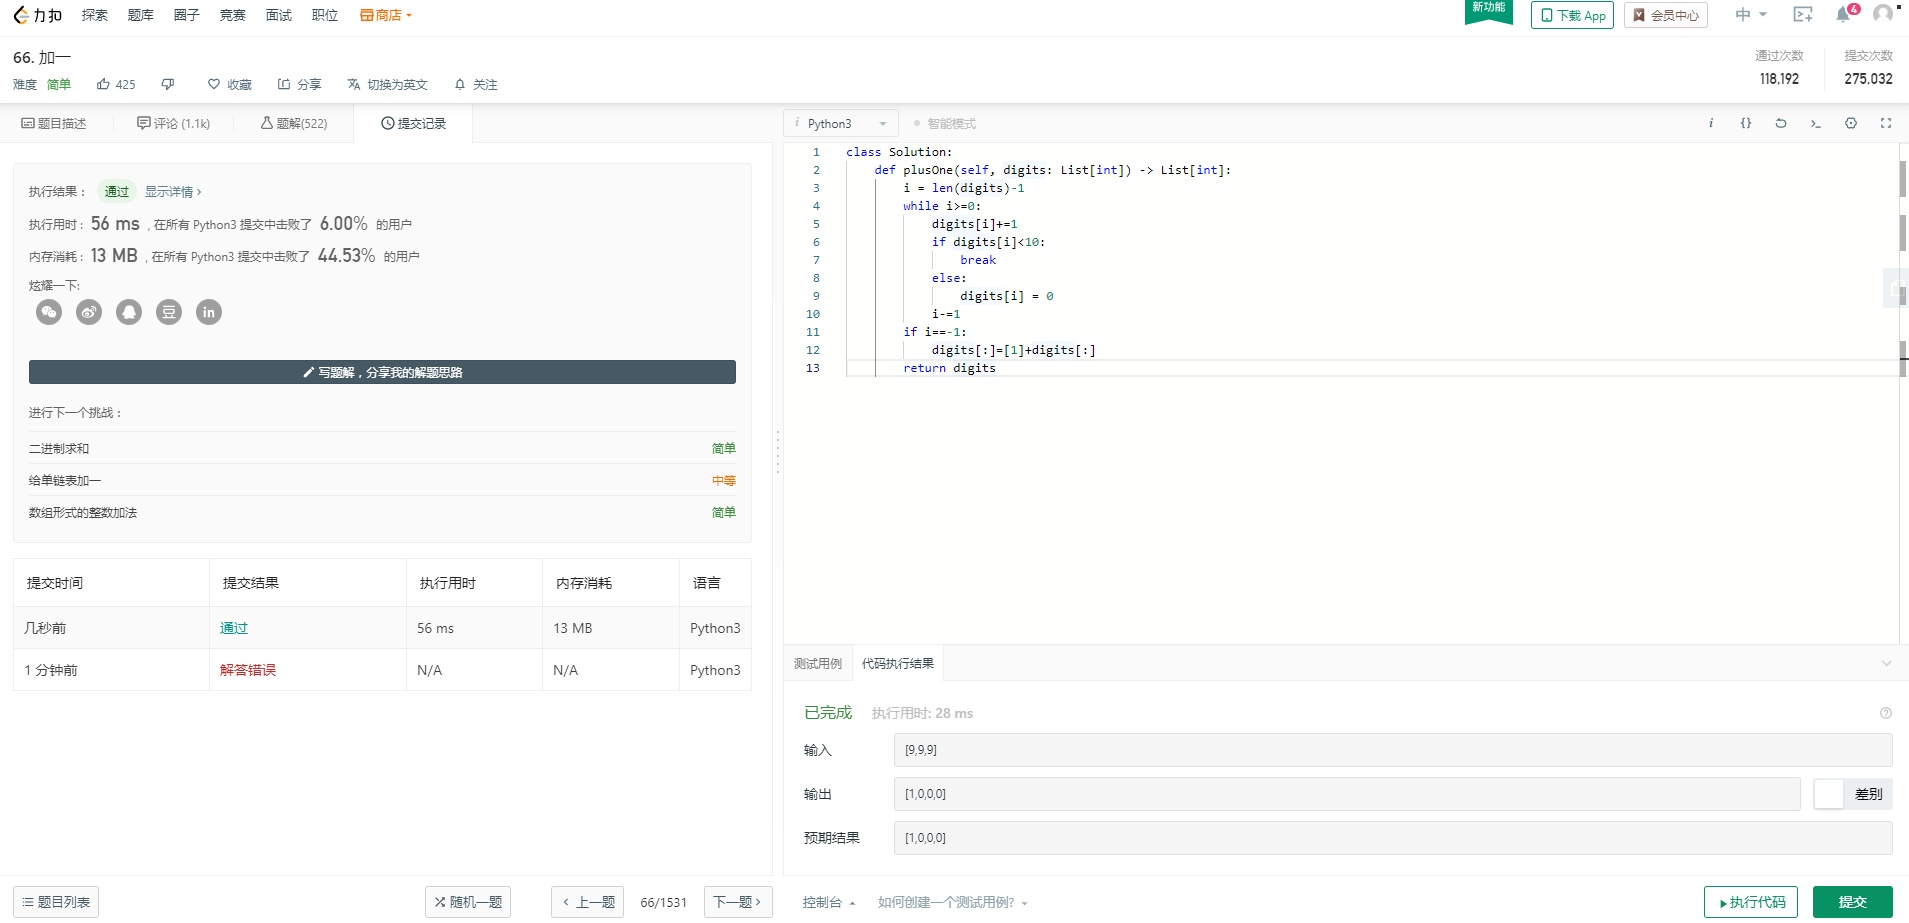 力扣 探索 题库 圈子 竞赛 面试 职位 商店 新功能 下载 App 会员中心 中 4
66. 加一
难度 简单 425 收藏 分享 切换为英文 关注
通过次数 提交次数
118,192 275,032
题目描述 评论 (1.1k) 题解(522) 提交记录
执行结果： 通过 显示详情 ›
执行用时 : 56 ms , 在所有 Python3 提交中击败了 6.00% 的用户
内存消耗 : 13 MB , 在所有 Python3 提交中击败了 44.53% 的用户
炫耀一下:
豆 in
写题解，分享我的解题思路
进行下一个挑战：
二进制求和 简单
给单链表加一 中等
数组形式的整数加法 简单
提交时间 提交结果 执行用时 内存消耗 语言
几秒前 通过 56 ms 13 MB Python3
1 分钟前 解答错误 N/A N/A Python3
题目列表 随机一题 ‹ 上一题 66/1531 下一题 ›
i Python3 智能模式 i {}
1 class Solution:
2     def plusOne(self, digits: List[int]) -> List[int]:
3         i = len(digits)-1
4         while i>=0:
5             digits[i]+=1
6             if digits[i]<10:
7                 break
8             else:
9                 digits[i] = 0
10             i-=1
11         if i==-1:
12             digits[:]=[1]+digits[:]
13         return digits
测试用例 代码执行结果
已完成 执行用时: 28 ms
输入 [9,9,9]
输出 [1,0,0,0] 差别
预期结果 [1,0,0,0]
控制台 如何创建一个测试用例? 执行代码 提交